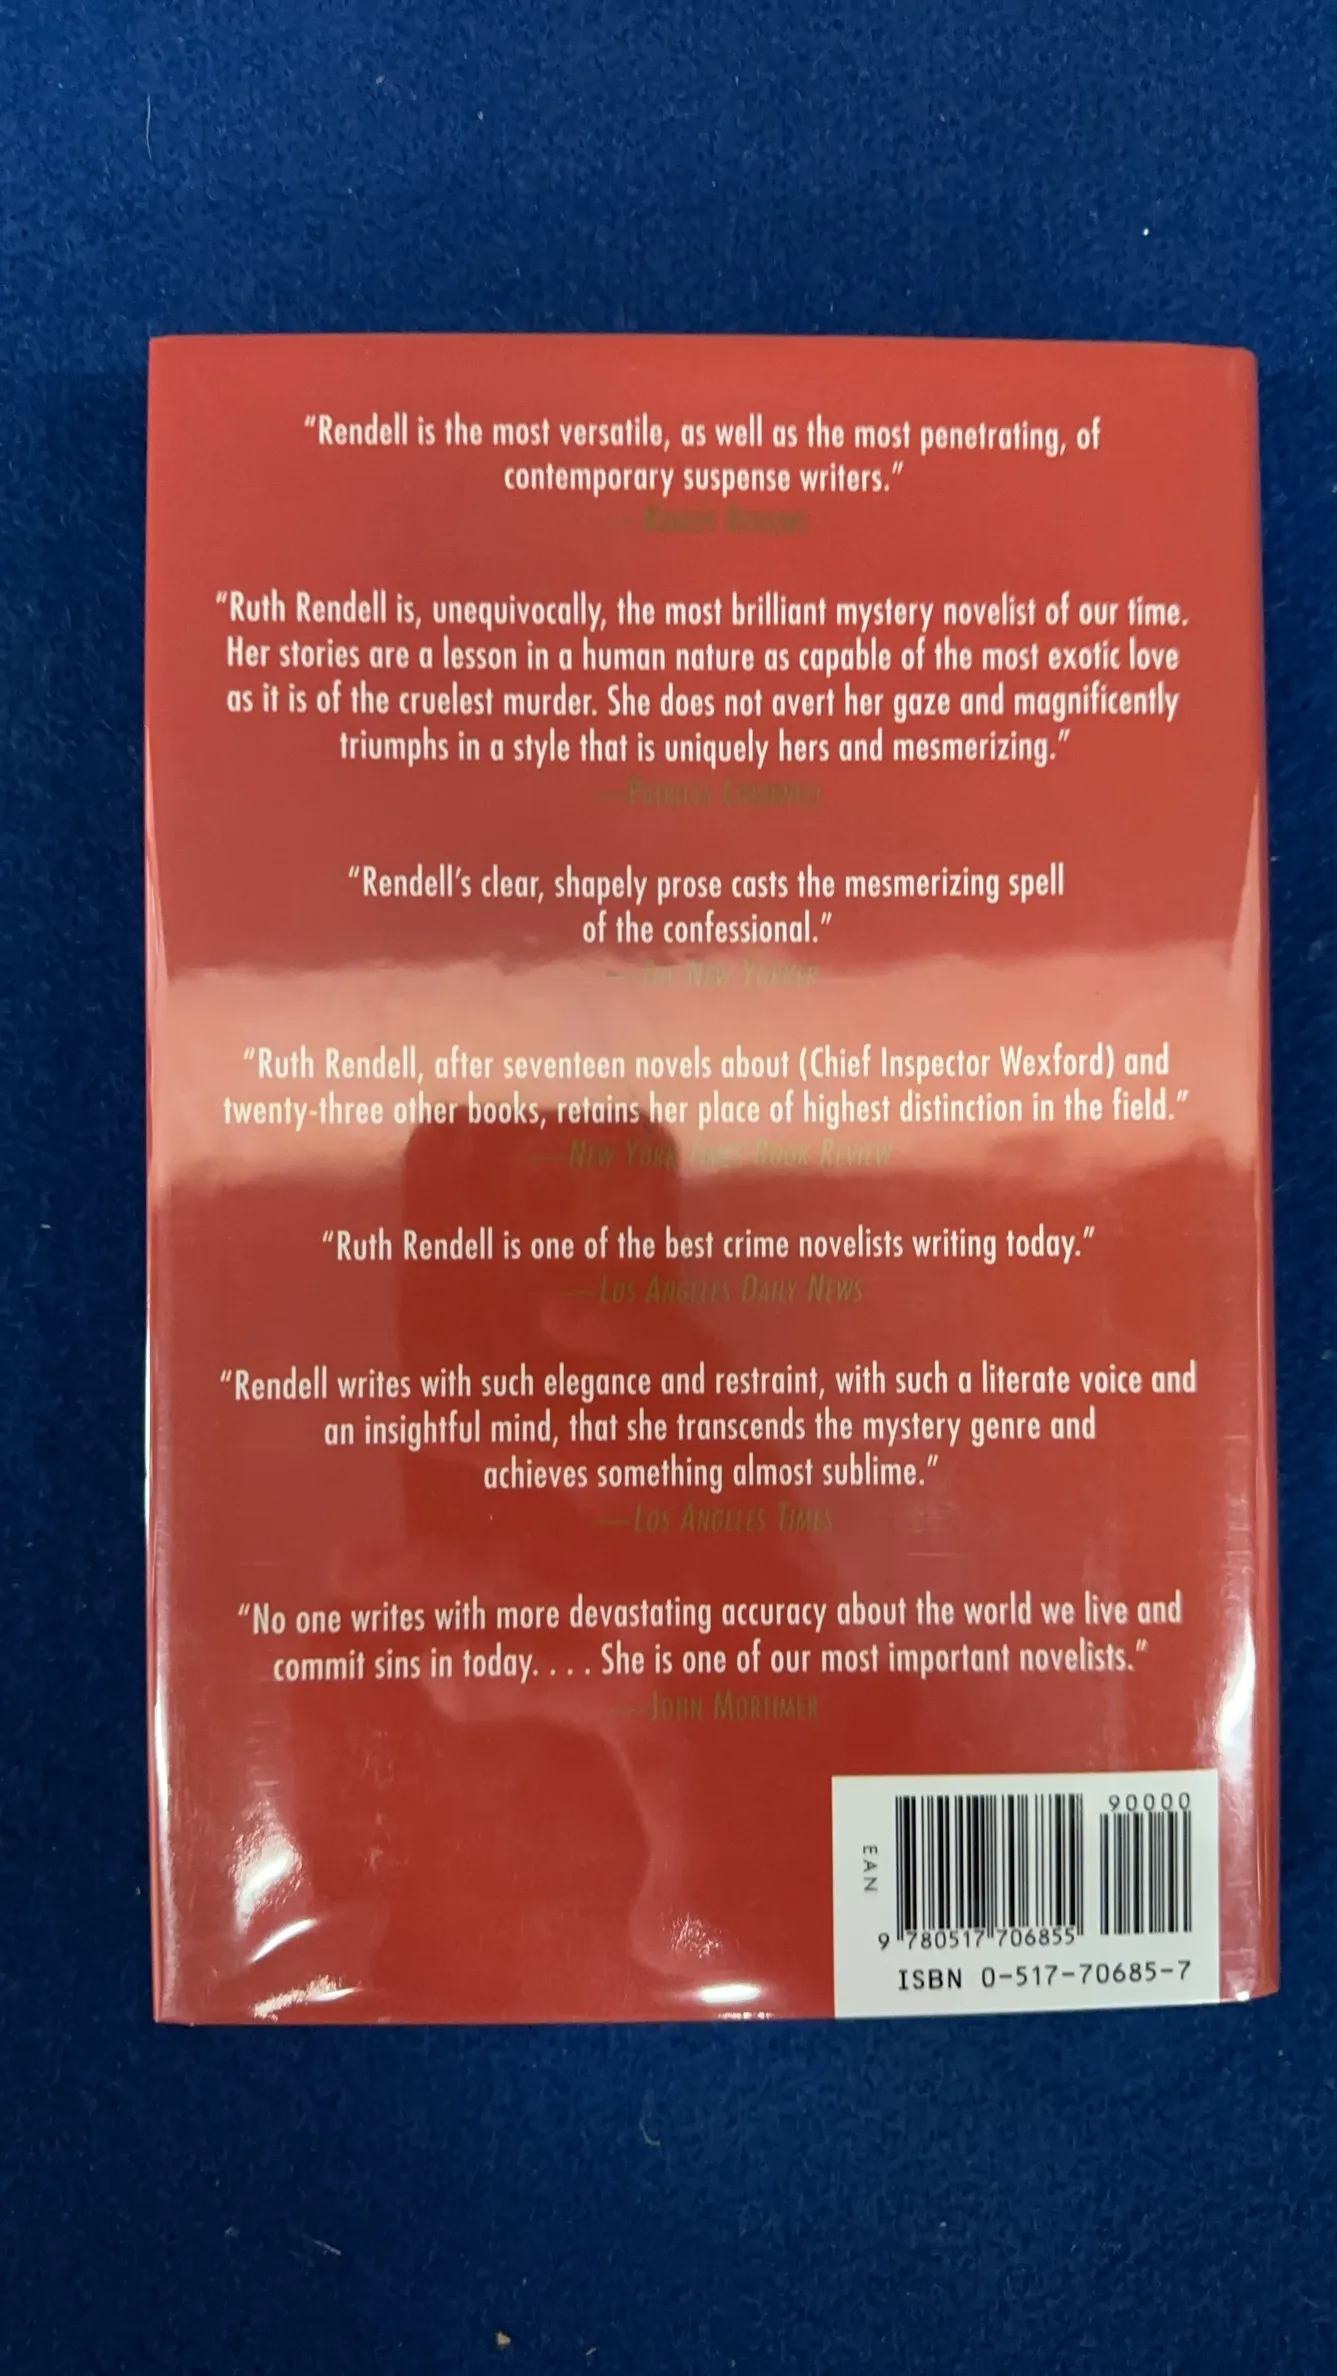 "Rendell is the most versatile, as well as the most penetrating, of
contemporary suspense writers."
—Kirkus Reviews
"Ruth Rendell is, unequivocally, the most brilliant mystery novelist of our time.
Her stories are a lesson in a human nature as capable of the most exotic love
as it is of the cruelest murder. She does not avert her gaze and magnificently
triumphs in a style that is uniquely hers and mesmerizing."
—Patricia Cornwell
"Rendell's clear, shapely prose casts the mesmerizing spell
of the confessional."
—The New Yorker
"Ruth Rendell, after seventeen novels about (Chief Inspector Wexford) and
twenty-three other books, retains her place of highest distinction in the field."
—New York Times Book Review
"Ruth Rendell is one of the best crime novelists writing today."
—Los Angeles Daily News
"Rendell writes with such elegance and restraint, with such a literate voice and
an insightful mind, that she transcends the mystery genre and
achieves something almost sublime."
—Los Angeles Times
"No one writes with more devastating accuracy about the world we live and
commit sins in today. . . . She is one of our most important novelists."
—John Mortimer
90000
EAN
9 780517 706855
ISBN 0-517-70685-7